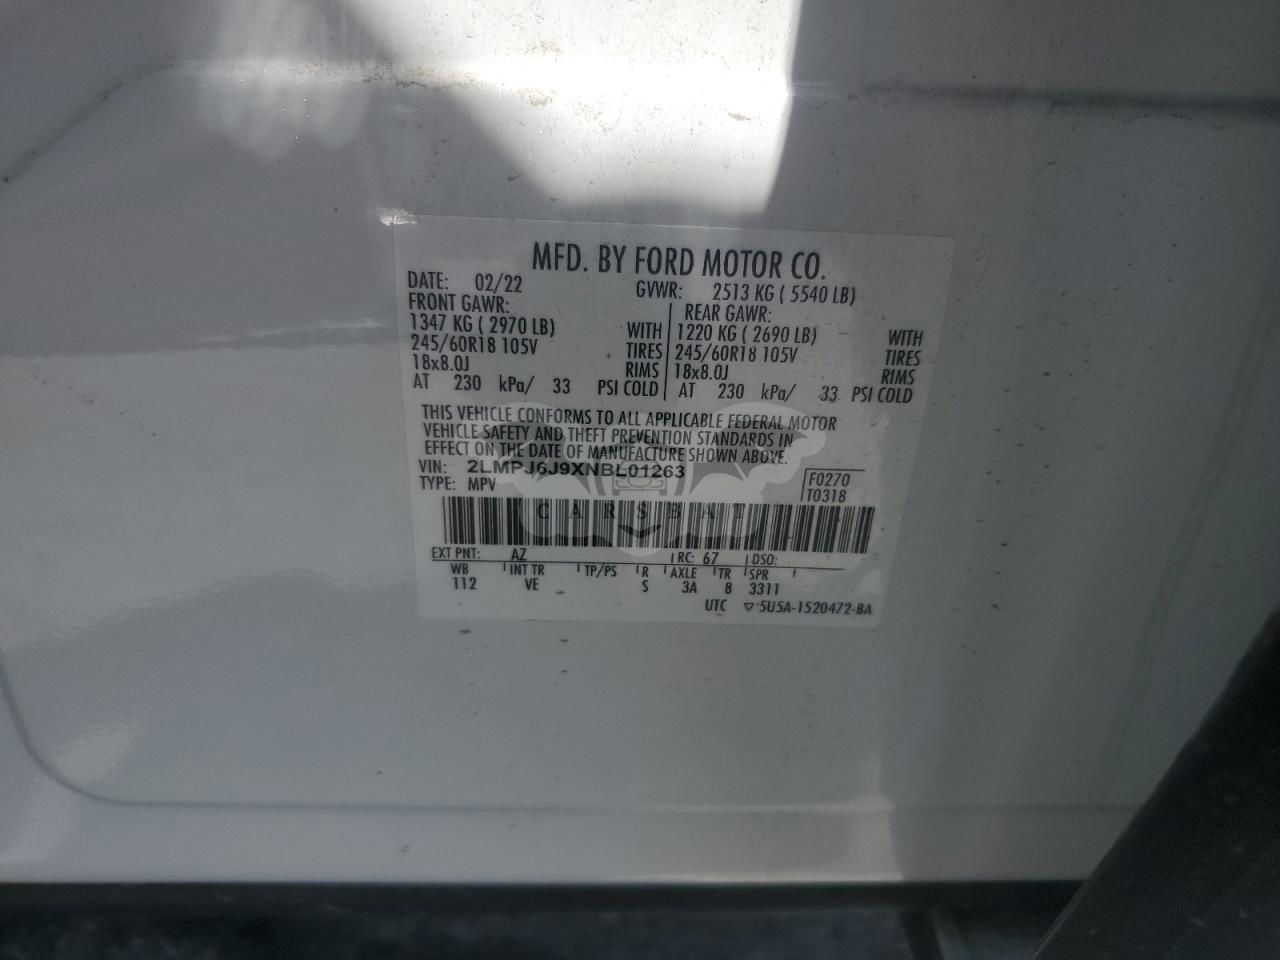 MFD. BY FORD MOTOR CO.
DATE: 02/22 GVWR: 2513 KG ( 5540 LB)
FRONT GAWR: REAR GAWR:
1347 KG ( 2970 LB) WITH 1220 KG ( 2690 LB) WITH
245/60R18 105V TIRES 245/60R18 105V TIRES
18x8.0J RIMS 18x8.0J RIMS
AT 230 kPa/ 33 PSI COLD AT 230 kPa/ 33 PSI COLD
THIS VEHICLE CONFORMS TO ALL APPLICABLE FEDERAL MOTOR
VEHICLE SAFETY AND THEFT PREVENTION STANDARDS IN
EFFECT ON THE DATE OF MANUFACTURE SHOWN ABOVE.
VIN: 2LMPJ6J9XNBL01263 F0270
TYPE: MPV T0318
CARSBAT
EXT PNT: AZ RC: 67 DSO:
WB INT TR TP/PS R AXLE TR SPR
112 VE S 3A 8 3311
UTC ▽ 5U5A-1520472-BA